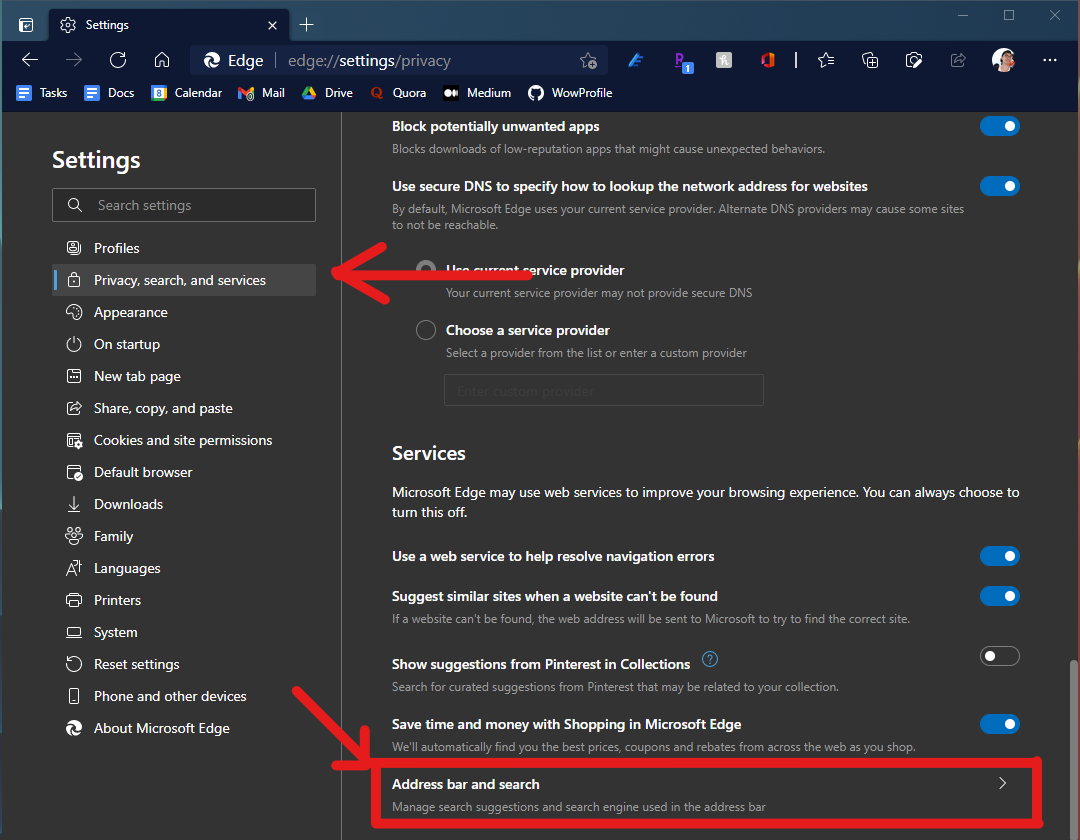 Settings
Edge
edge://settings/privacy
1
Tasks
Docs
8
Calendar
Mail
Drive
Quora
Medium
WowProfile
Settings
Search settings
Profiles
Privacy, search, and services
Appearance
On startup
New tab page
Share, copy, and paste
Cookies and site permissions
Default browser
Downloads
Family
Languages
Printers
System
Reset settings
Phone and other devices
About Microsoft Edge
Block potentially unwanted apps
Blocks downloads of low-reputation apps that might cause unexpected behaviors.
Use secure DNS to specify how to lookup the network address for websites
By default, Microsoft Edge uses your current service provider. Alternate DNS providers may cause some sites
to not be reachable.
Use current service provider
Your current service provider may not provide secure DNS
Choose a service provider
Select a provider from the list or enter a custom provider
Enter custom provider
Services
Microsoft Edge may use web services to improve your browsing experience. You can always choose to
turn this off.
Use a web service to help resolve navigation errors
Suggest similar sites when a website can't be found
If a website can't be found, the web address will be sent to Microsoft to try to find the correct site.
Show suggestions from Pinterest in Collections
Search for curated suggestions from Pinterest that may be related to your collection.
Save time and money with Shopping in Microsoft Edge
We'll automatically find you the best prices, coupons and rebates from across the web as you shop.
Address bar and search
Manage search suggestions and search engine used in the address bar